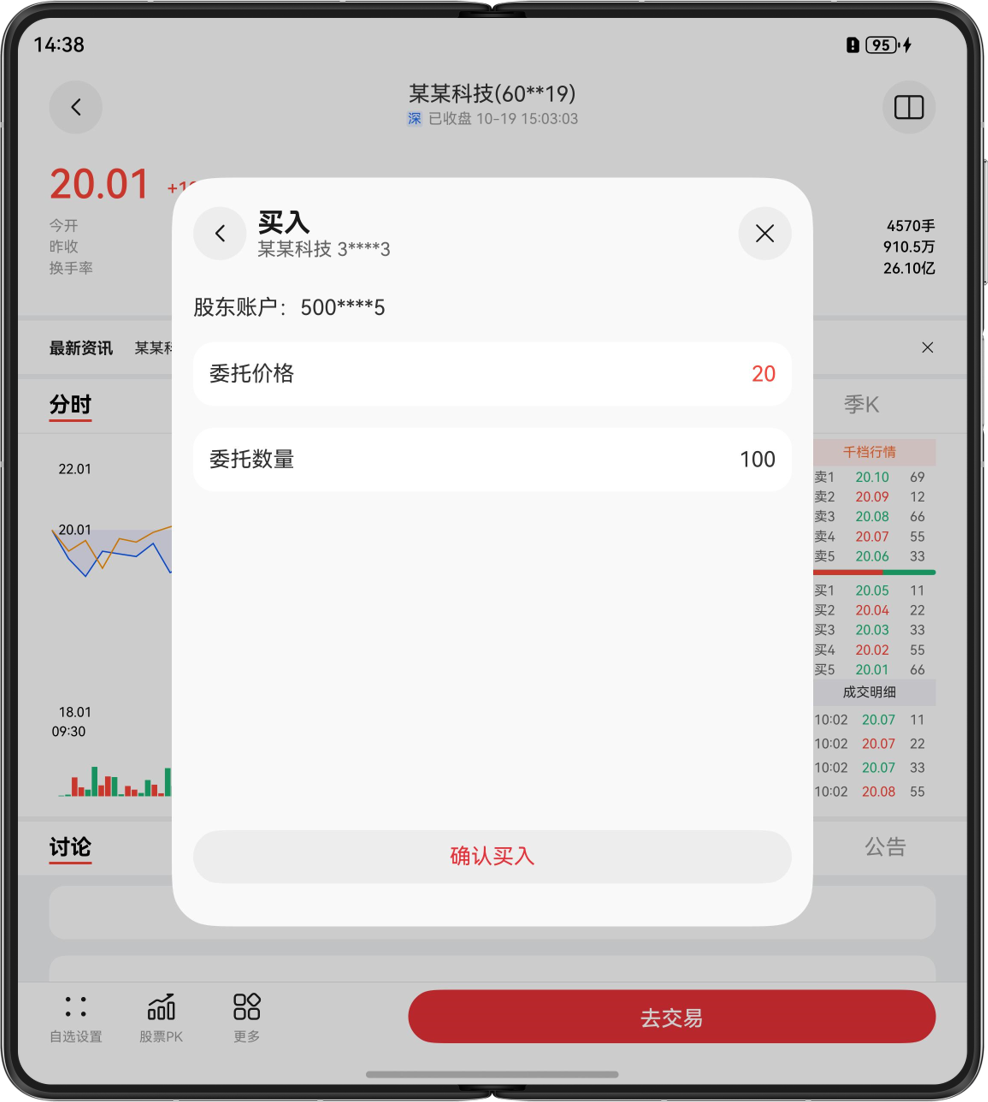 14:38
95
某某科技(60**19)
深 已收盘 10-19 15:03:03
20.01
今开
昨收
换手率
4570手
910.5万
26.10亿
最新资讯 某某
分时
季K
22.01
20.01
18.01
09:30
千档行情
卖1 20.10 69
卖2 20.09 12
卖3 20.08 66
卖4 20.07 55
卖5 20.06 33
买1 20.05 11
买2 20.04 22
买3 20.03 33
买4 20.02 55
买5 20.01 66
成交明细
10:02 20.07 11
10:02 20.07 22
10:02 20.07 33
10:02 20.08 55
买入
某某科技 3****3
股东账户： 500****5
委托价格 20
委托数量 100
确认买入
讨论
公告
自选设置
股票PK
更多
去交易